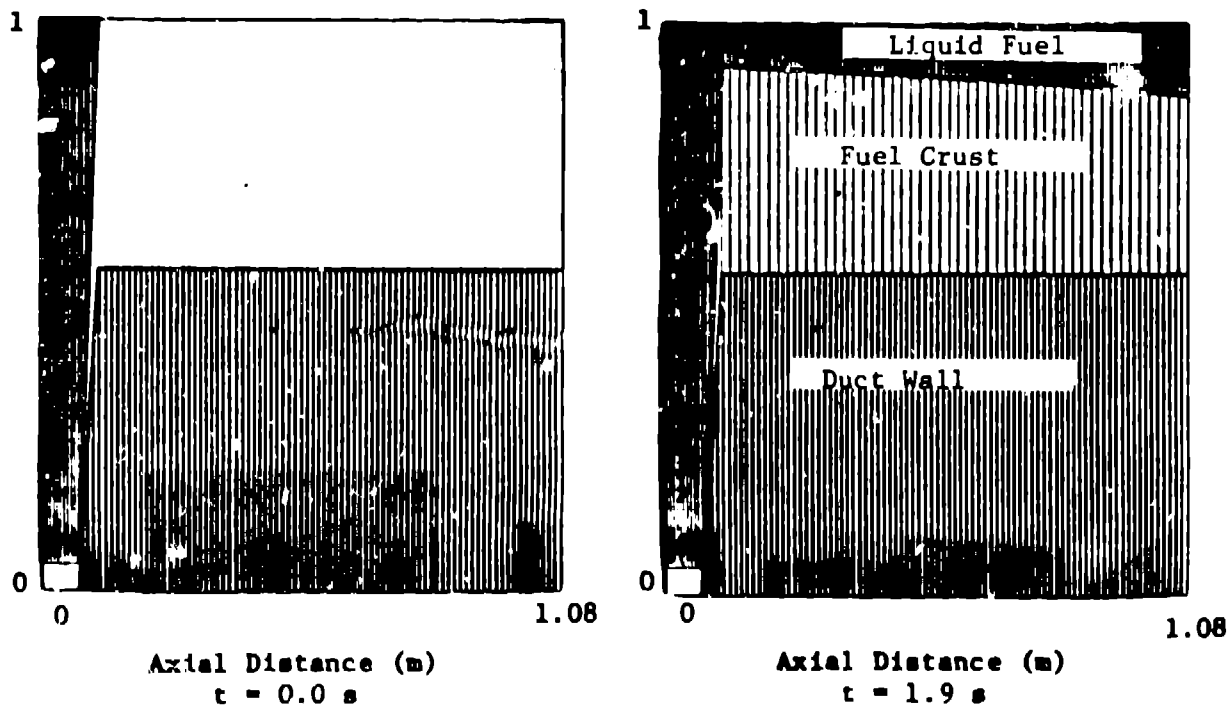 1
0
0
1.08
Axial Distance (m)
t = 0.0 s
1
Liquid Fuel
Fuel Crust
Duct Wall
0
0
1.08
Axial Distance (m)
t = 1.9 s